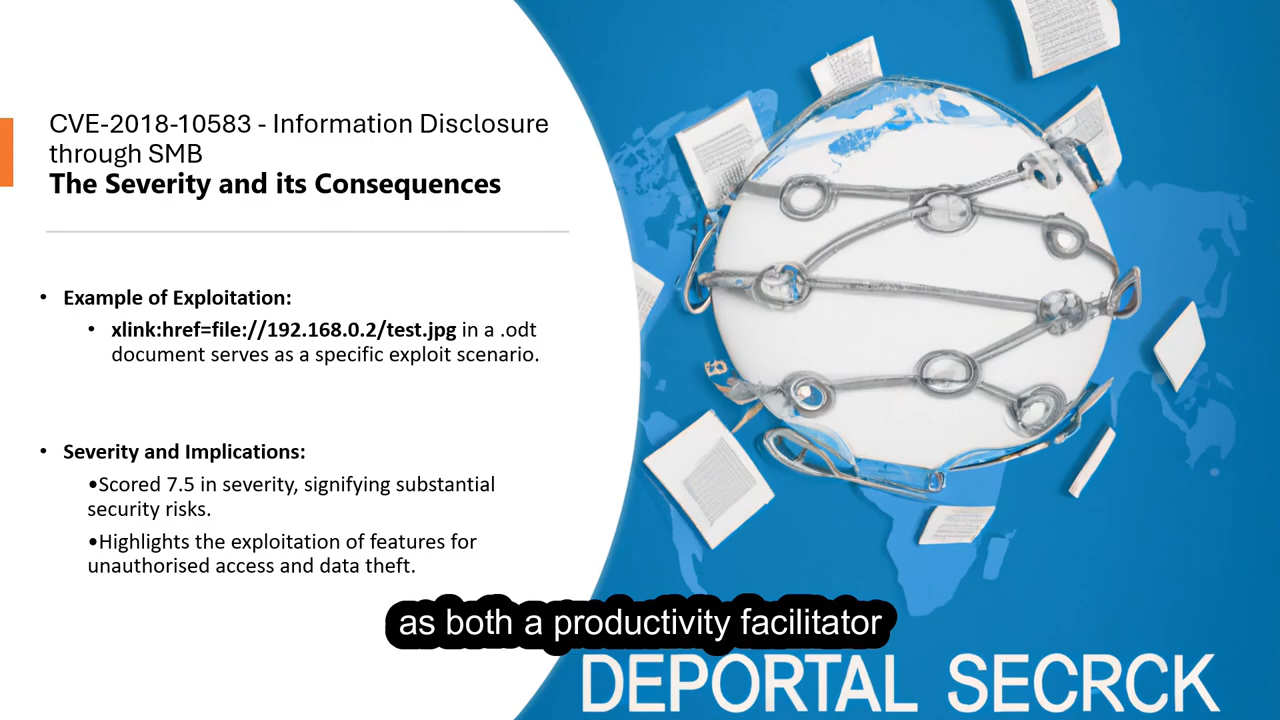 CVE-2018-10583 - Information Disclosure
through SMB
The Severity and its Consequences
• Example of Exploitation:
• xlink:href=file://192.168.0.2/test.jpg in a .odt
document serves as a specific exploit scenario.
• Severity and Implications:
•Scored 7.5 in severity, signifying substantial
security risks.
•Highlights the exploitation of features for
unauthorised access and data theft.
as both a productivity facilitator
DEPORTAL SECRCK